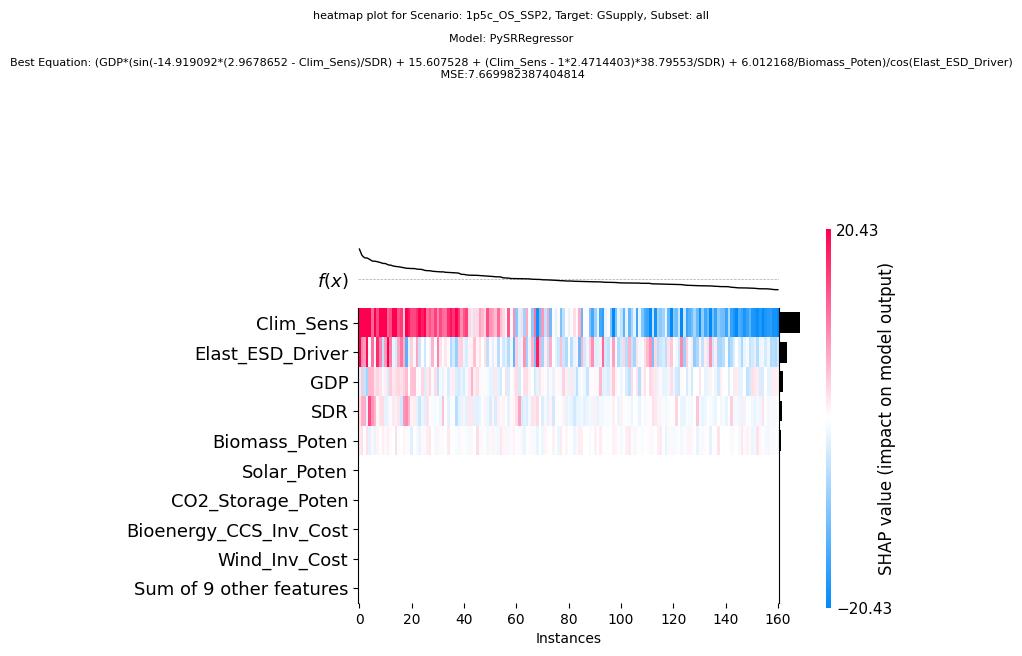 heatmap plot for Scenario: 1p5c_OS_SSP2, Target: GSupply, Subset: all
Model: PySRRegressor
Best Equation: (GDP*(sin(-14.919092*(2.9678652 - Clim_Sens)/SDR) + 15.607528 + (Clim_Sens - 1*2.4714403)*38.79553/SDR) + 6.012168/Biomass_Poten)/cos(Elast_ESD_Driver)
MSE:7.669982387404814
20.43
f(x)
Clim_Sens
Elast_ESD_Driver
GDP
SDR
Biomass_Poten
Solar_Poten
CO2_Storage_Poten
Bioenergy_CCS_Inv_Cost
Wind_Inv_Cost
Sum of 9 other features
SHAP value (impact on model output)
−20.43
0 20 40 60 80 100 120 140 160
Instances